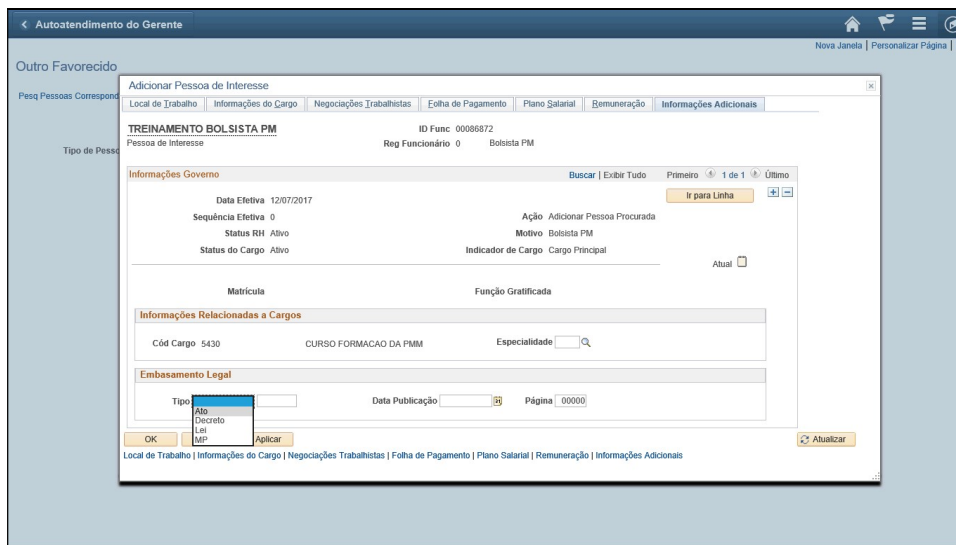 Autoatendimento do Gerente
Nova Janela | Personalizar Página |
Outro Favorecido
Adicionar Pessoa de Interesse
Pesq Pessoas Correspond
Local de Trabalho Informações do Cargo Negociações Trabalhistas Folha de Pagamento Plano Salarial Remuneração Informações Adicionais
TREINAMENTO BOLSISTA PM ID Func 00086872
Pessoa de Interesse Reg Funcionário 0 Bolsista PM
Tipo de Pesso
Informações Governo Buscar | Exibir Tudo Primeiro 1 de 1 Último
Ir para Linha
Data Efetiva 12/07/2017
Sequência Efetiva 0 Ação Adicionar Pessoa Procurada
Status RH Ativo Motivo Bolsista PM
Status do Cargo Ativo Indicador de Cargo Cargo Principal
Atual
Matrícula Função Gratificada
Informações Relacionadas a Cargos
Cód Cargo 5430 CURSO FORMACAO DA PMM Especialidade
Embasamento Legal
Tipo Data Publicação Página 00000
Ato
Decreto
Lei
MP
OK Aplicar Atualizar
Local de Trabalho | Informações do Cargo | Negociações Trabalhistas | Folha de Pagamento | Plano Salarial | Remuneração | Informações Adicionais